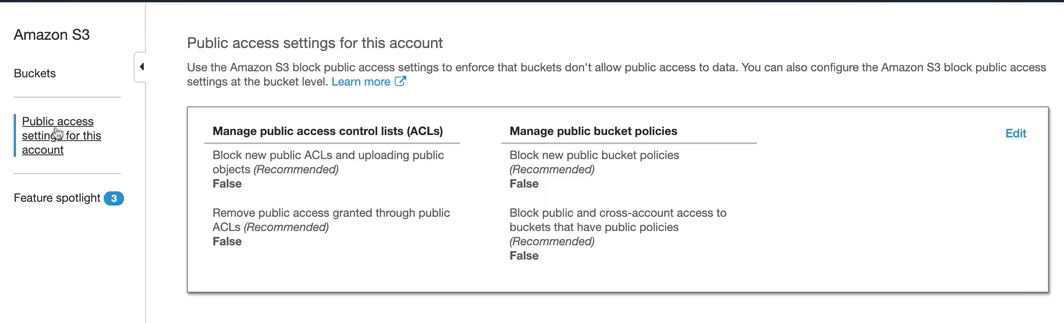 Amazon S3
Buckets
Public access
settings for this
account
Feature spotlight 3
Public access settings for this account
Use the Amazon S3 block public access settings to enforce that buckets don't allow public access to data. You can also configure the Amazon S3 block public access
settings at the bucket level. Learn more
Manage public access control lists (ACLs)
Block new public ACLs and uploading public
objects (Recommended)
False
Remove public access granted through public
ACLs (Recommended)
False
Manage public bucket policies
Block new public bucket policies
(Recommended)
False
Block public and cross-account access to
buckets that have public policies
(Recommended)
False
Edit